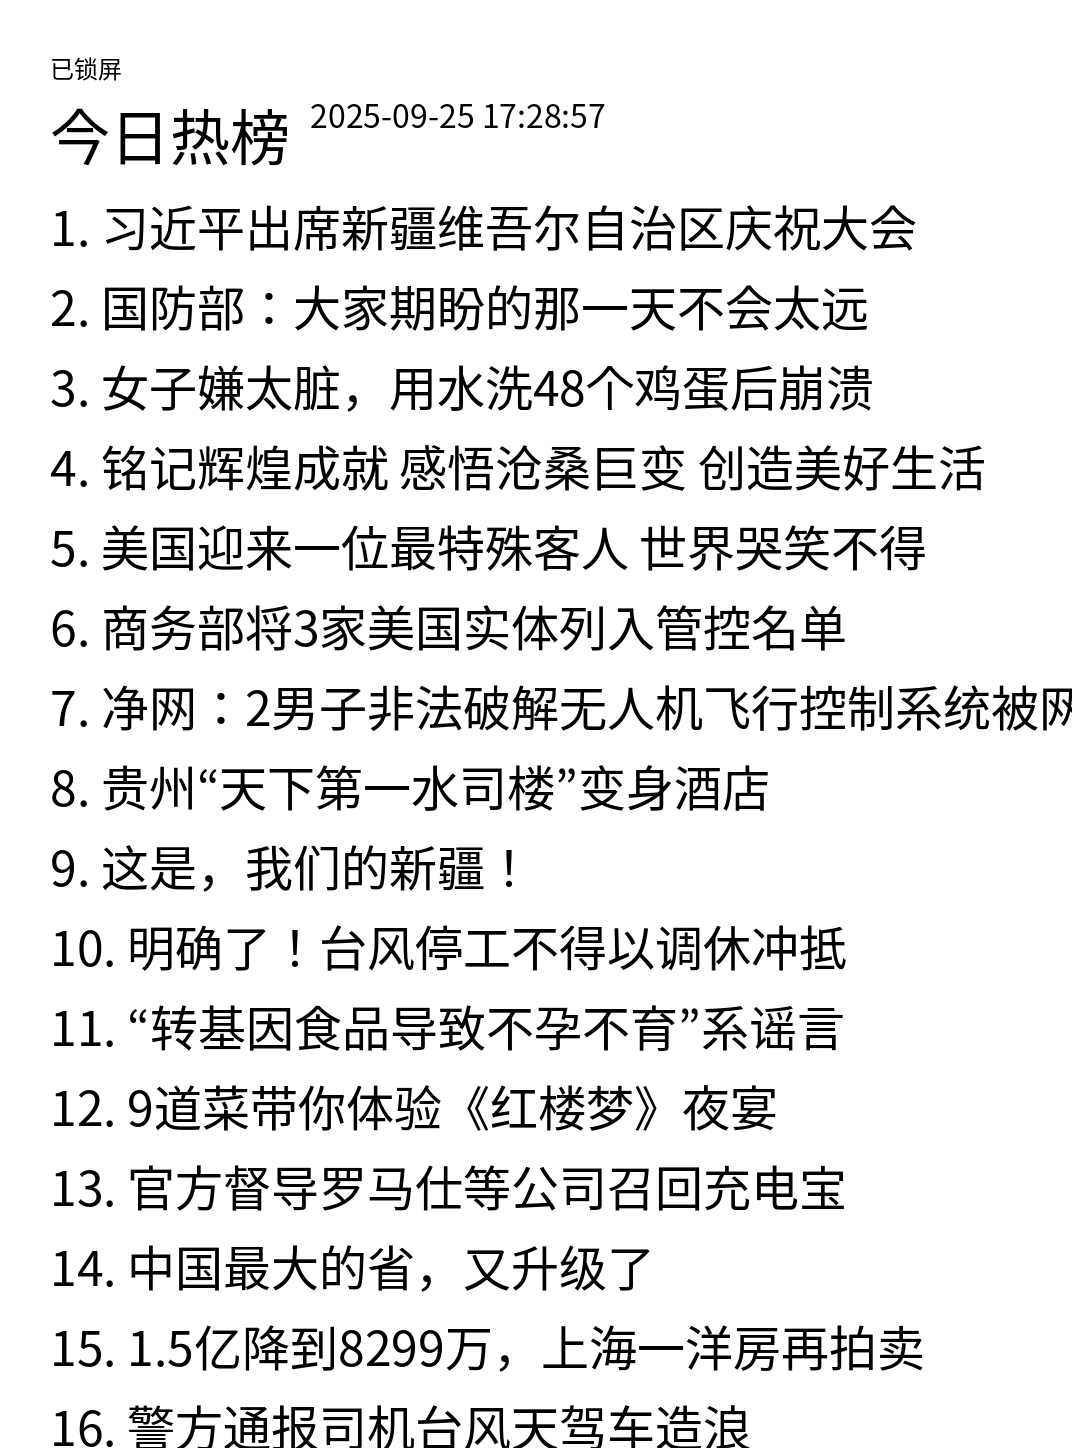 已锁屏
今日热榜 2025-09-25 17:28:57
1. 习近平出席新疆维吾尔自治区庆祝大会
2. 国防部：大家期盼的那一天不会太远
3. 女子嫌太脏，用水洗48个鸡蛋后崩溃
4. 铭记辉煌成就 感悟沧桑巨变 创造美好生活
5. 美国迎来一位最特殊客人 世界哭笑不得
6. 商务部将3家美国实体列入管控名单
7. 净网：2男子非法破解无人机飞行控制系统被网
8. 贵州“天下第一水司楼”变身酒店
9. 这是，我们的新疆！
10. 明确了！台风停工不得以调休冲抵
11. “转基因食品导致不孕不育”系谣言
12. 9道菜带你体验《红楼梦》夜宴
13. 官方督导罗马仕等公司召回充电宝
14. 中国最大的省，又升级了
15. 1.5亿降到8299万，上海一洋房再拍卖
16. 警方通报司机台风天驾车造浪